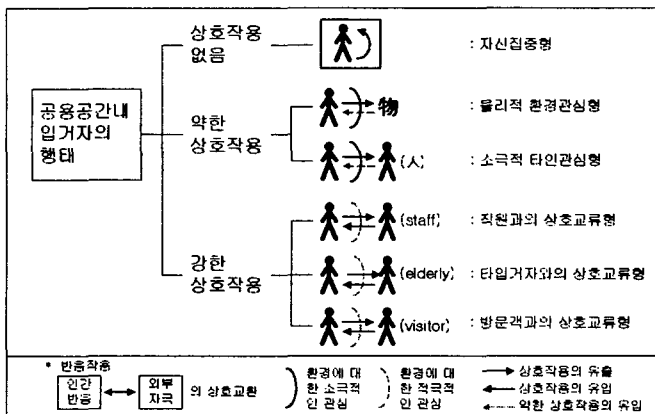 상호작용
없음
: 자신집중형
공용공간내
입거자의
행태
약한
상호작용
物
: 물리적 환경관심형
(人)
: 소극적 타인관심형
강한
상호작용
(staff)
: 직원과의 상호교류형
(elderly)
: 타입거자와의 상호교류형
(visitor)
: 방문객과의 상호교류형
* 반응작용
인간
반응
외부
자극
의 상호교환
환경에 대
한 소극적
인 관심
환경에 대
한 적극적
인 관심
상호작용의 유출
상호작용의 유입
약한 상호작용의 유입